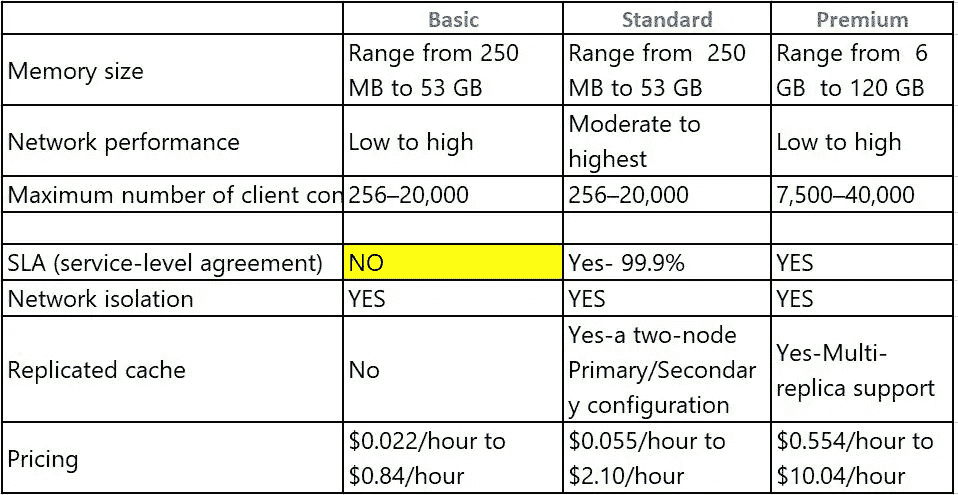 Basic Standard Premium
Memory size Range from 250 MB to 53 GB Range from 250 MB to 53 GB Range from 6 GB to 120 GB
Network performance Low to high Moderate to highest Low to high
Maximum number of client con 256–20,000 256–20,000 7,500–40,000
SLA (service-level agreement) NO Yes- 99.9% YES
Network isolation YES YES YES
Replicated cache No Yes-a two-node Primary/Secondary configuration Yes-Multi-replica support
Pricing $0.022/hour to $0.84/hour $0.055/hour to $2.10/hour $0.554/hour to $10.04/hour